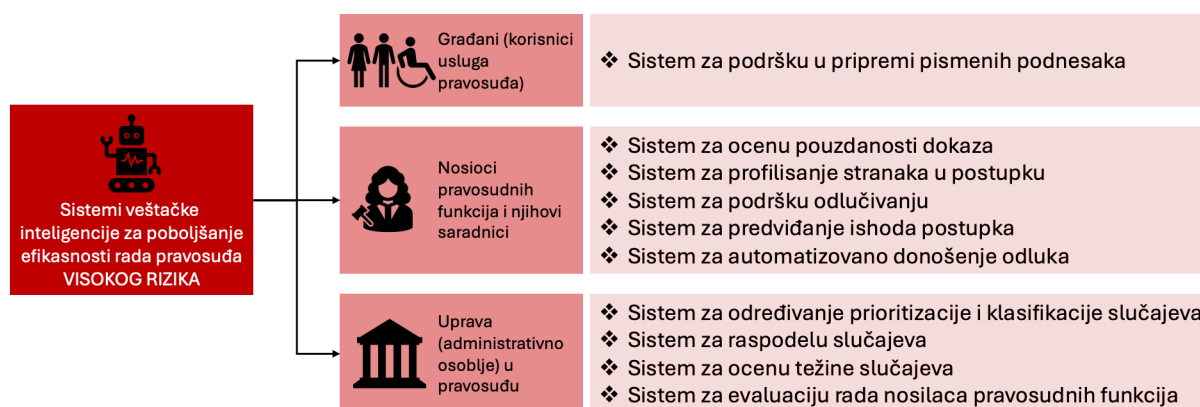 Sistemi veštačke
inteligencije za poboljšanje
efikasnosti rada pravosuđa
VISOKOG RIZIKA
Građani (korisnici
usluga
pravosuđa)
❖ Sistem za podršku u pripremi pismenih podnesaka
Nosioci
pravosudnih
funkcija i njihovi
saradnici
❖ Sistem za ocenu pouzdanosti dokaza
❖ Sistem za profilisanje stranaka u postupku
❖ Sistem za podršku odlučivanju
❖ Sistem za predviđanje ishoda postupka
❖ Sistem za automatizovano donošenje odluka
Uprava
(administrativno
osoblje) u
pravosuđu
❖ Sistem za određivanje prioritizacije i klasifikacije slučajeva
❖ Sistem za raspodelu slučajeva
❖ Sistem za ocenu težine slučajeva
❖ Sistem za evaluaciju rada nosilaca pravosudnih funkcija